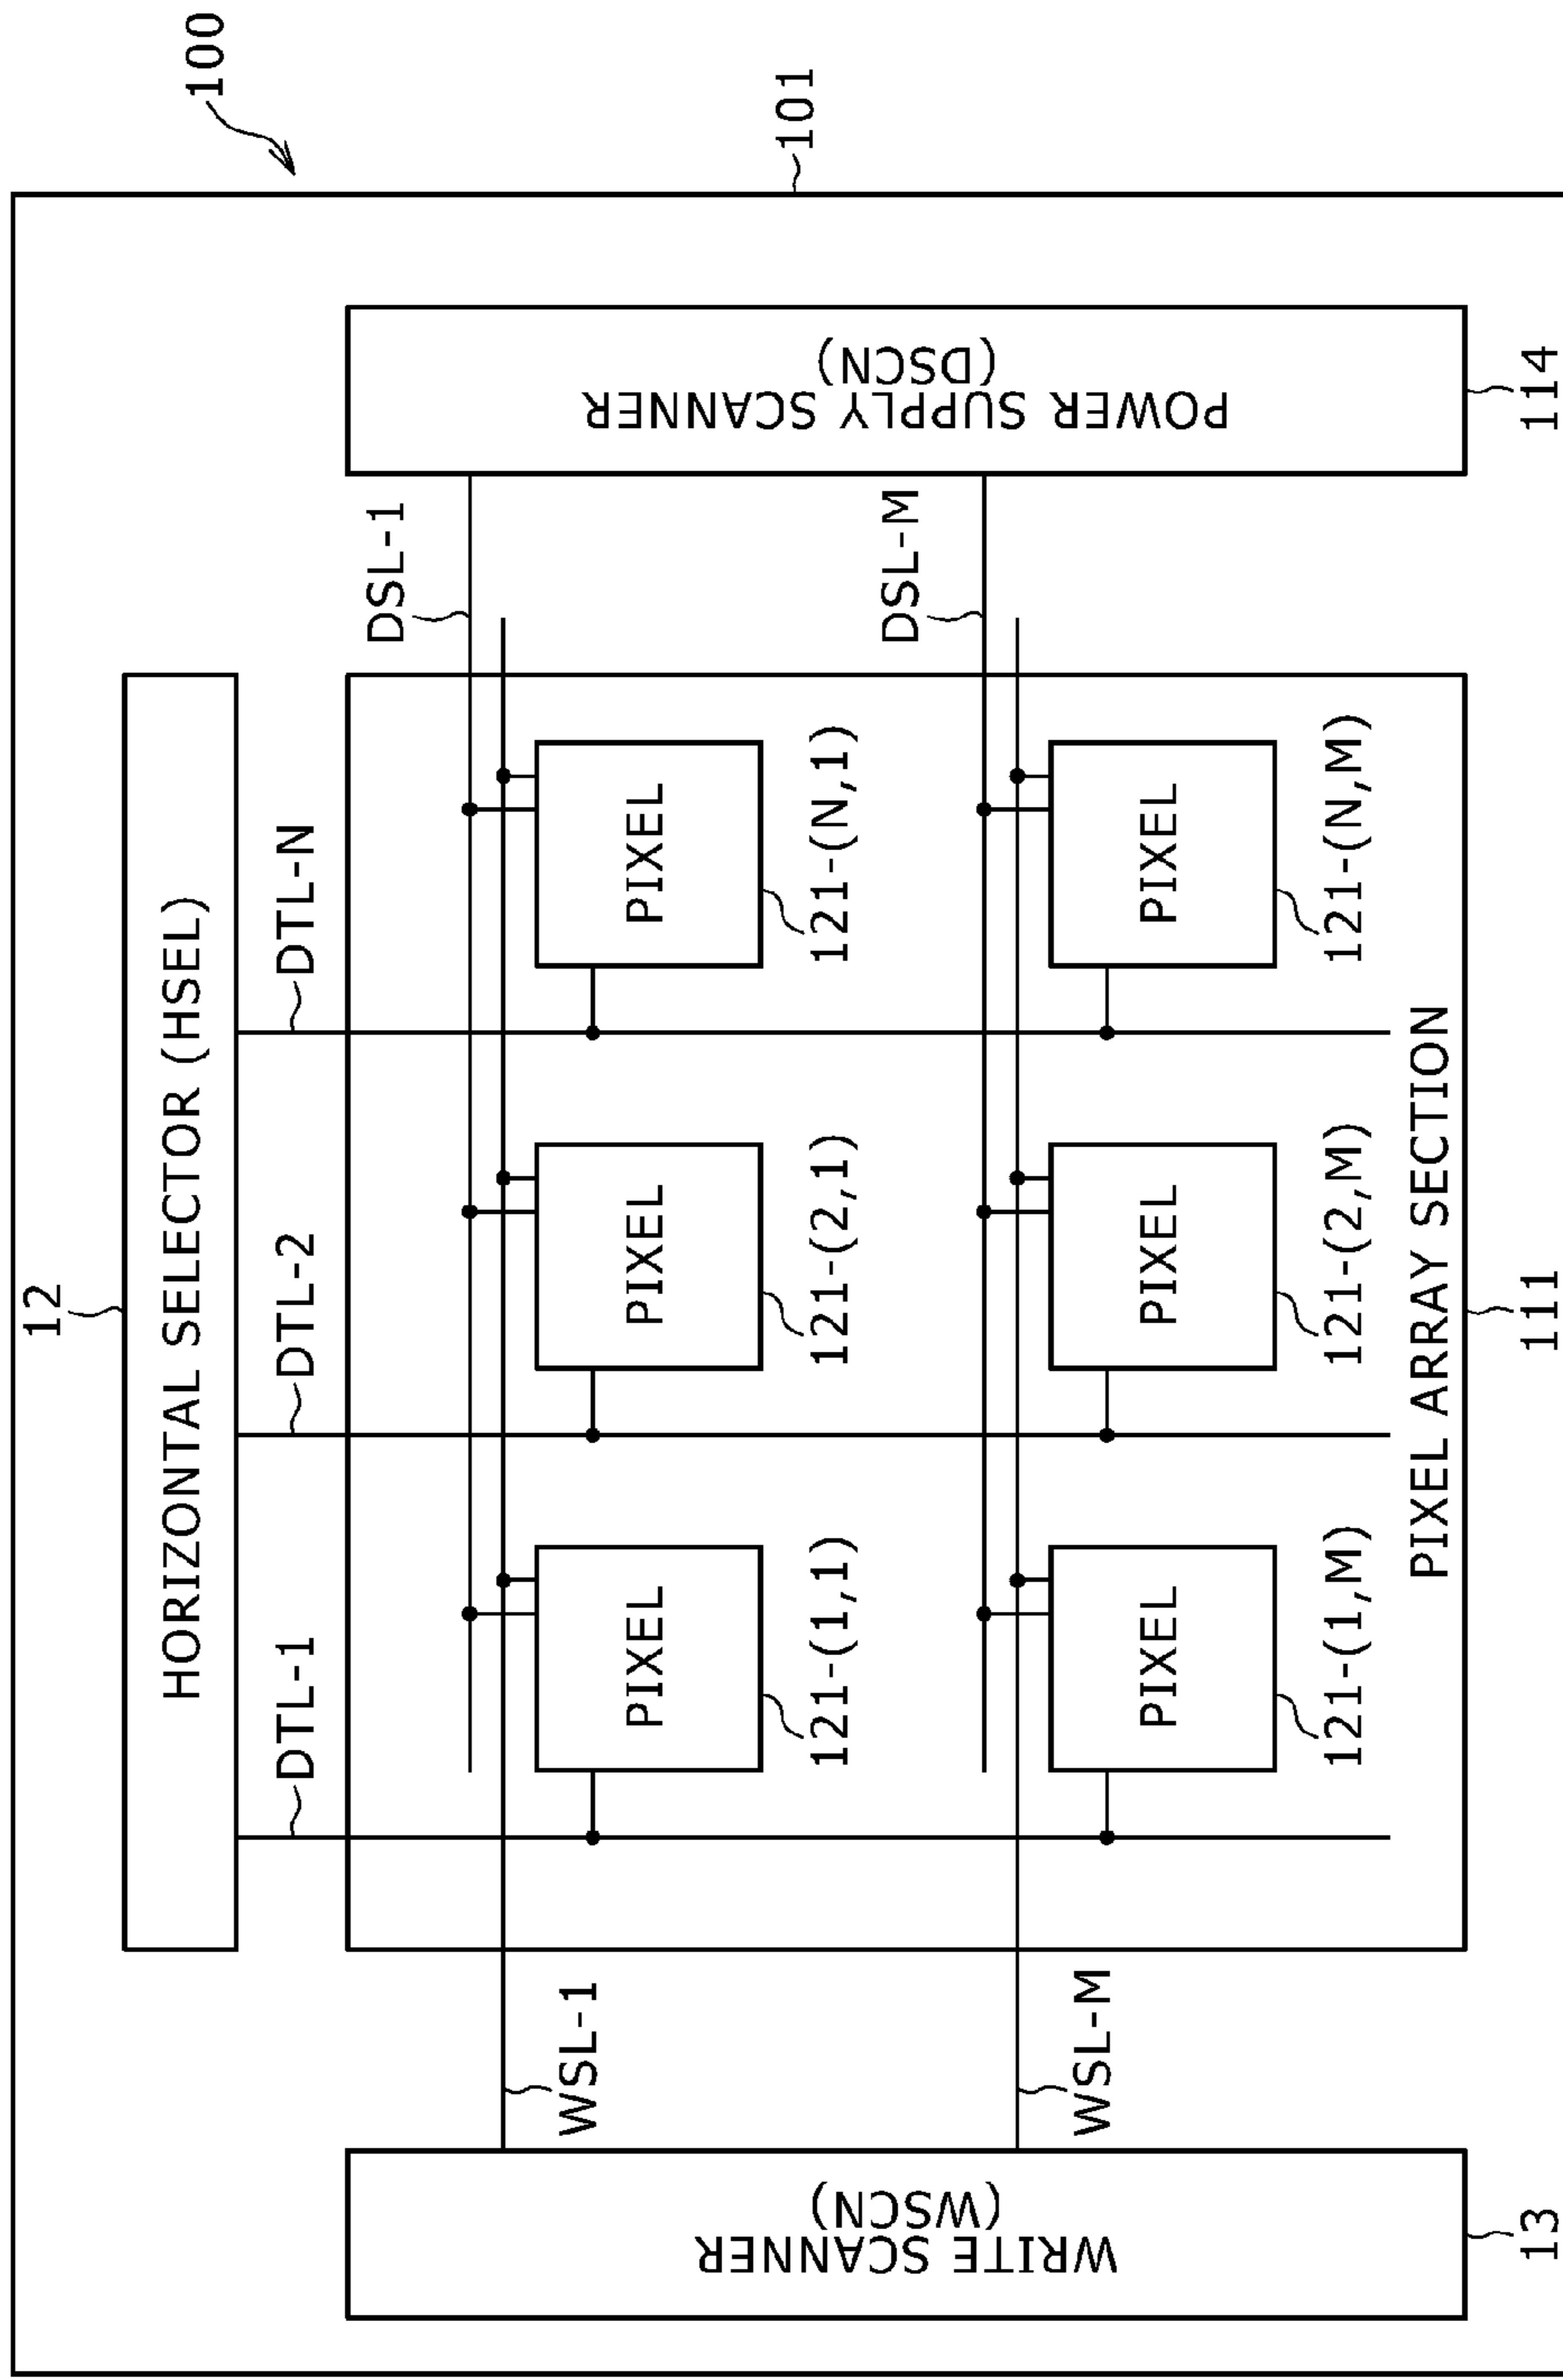 100
101
12
HORIZONTAL SELECTOR (HSEL)
DTL-1
DTL-2
DTL-N
DSL-1
WSL-1
PIXEL
PIXEL
PIXEL
121-(1,1)
121-(2,1)
121-(N,1)
DSL-M
WSL-M
PIXEL
PIXEL
PIXEL
121-(1,M)
121-(2,M)
121-(N,M)
PIXEL ARRAY SECTION
WRITE SCANNER
(WSCN)
POWER SUPPLY SCANNER
(DSCN)
13
111
114